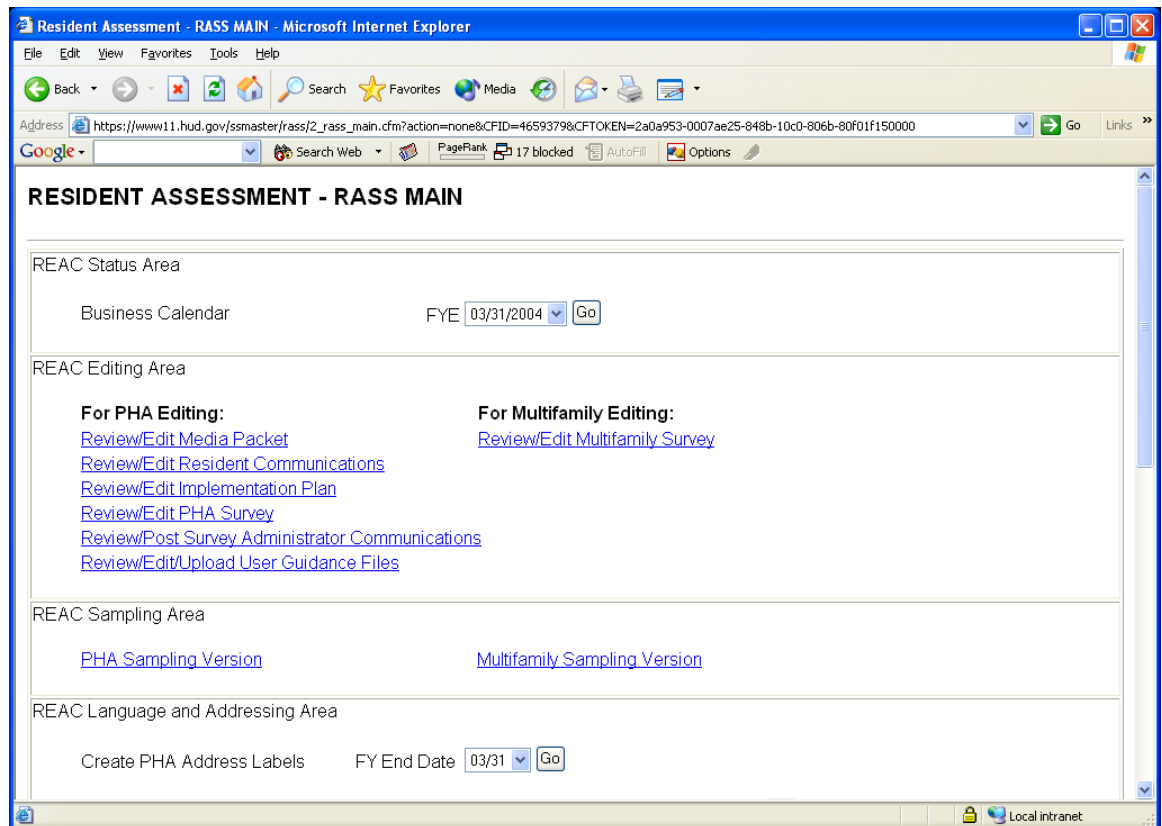 Resident Assessment - RASS MAIN - Microsoft Internet Explorer
File Edit View Favorites Tools Help
Back Search Favorites Media
Address https://www11.hud.gov/ssmaster/rass/2_rass_main.cfm?action=none&CFID=4659379&CFTOKEN=2a0a953-0007ae25-848b-10c0-806b-80f01f150000 Go Links »
Google Search Web PageRank 17 blocked AutoFill Options
RESIDENT ASSESSMENT - RASS MAIN
REAC Status Area
Business Calendar FYE 03/31/2004 Go
REAC Editing Area
For PHA Editing: For Multifamily Editing:
Review/Edit Media Packet Review/Edit Multifamily Survey
Review/Edit Resident Communications
Review/Edit Implementation Plan
Review/Edit PHA Survey
Review/Post Survey Administrator Communications
Review/Edit/Upload User Guidance Files
REAC Sampling Area
PHA Sampling Version Multifamily Sampling Version
REAC Language and Addressing Area
Create PHA Address Labels FY End Date 03/31 Go
Local intranet